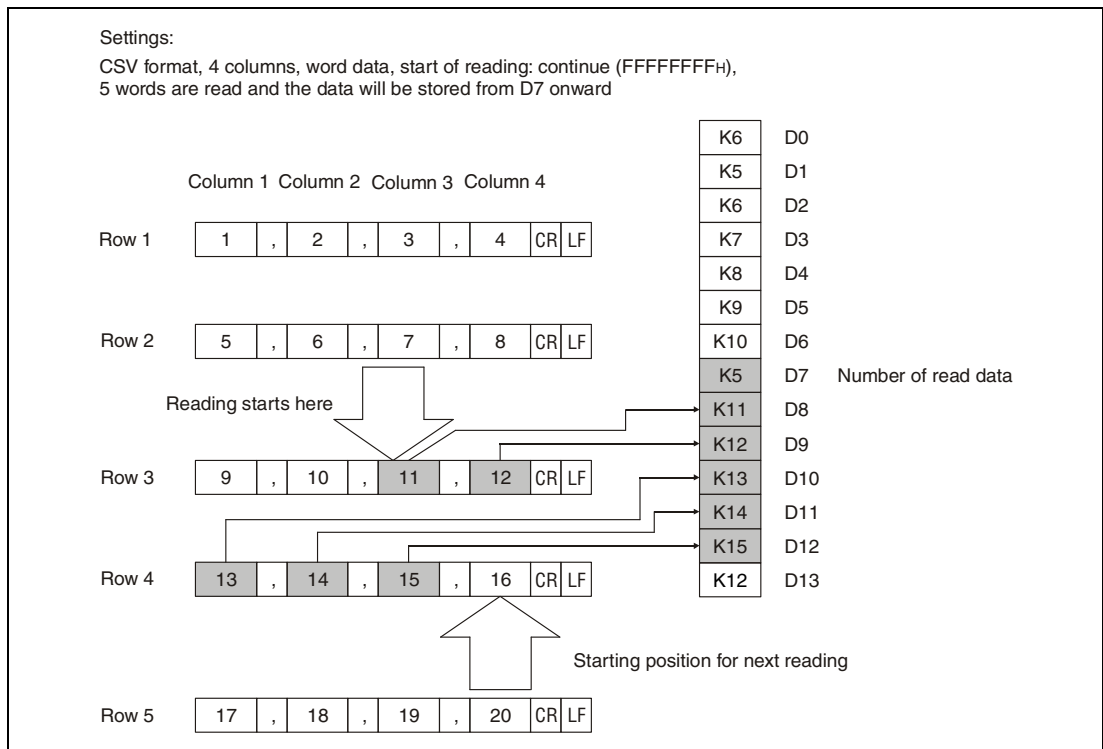 Settings:
CSV format, 4 columns, word data, start of reading: continue (FFFFFFFFH),
5 words are read and the data will be stored from D7 onward
K6 D0
K5 D1
Column 1 Column 2 Column 3 Column 4
K6 D2
Row 1 1 , 2 , 3 , 4 CR LF
K7 D3
K8 D4
K9 D5
Row 2 5 , 6 , 7 , 8 CR LF
K10 D6
K5 D7 Number of read data
Reading starts here
K11 D8
K12 D9
Row 3 9 , 10 , 11 , 12 CR LF
K13 D10
K14 D11
K15 D12
Row 4 13 , 14 , 15 , 16 CR LF
K12 D13
Starting position for next reading
Row 5 17 , 18 , 19 , 20 CR LF